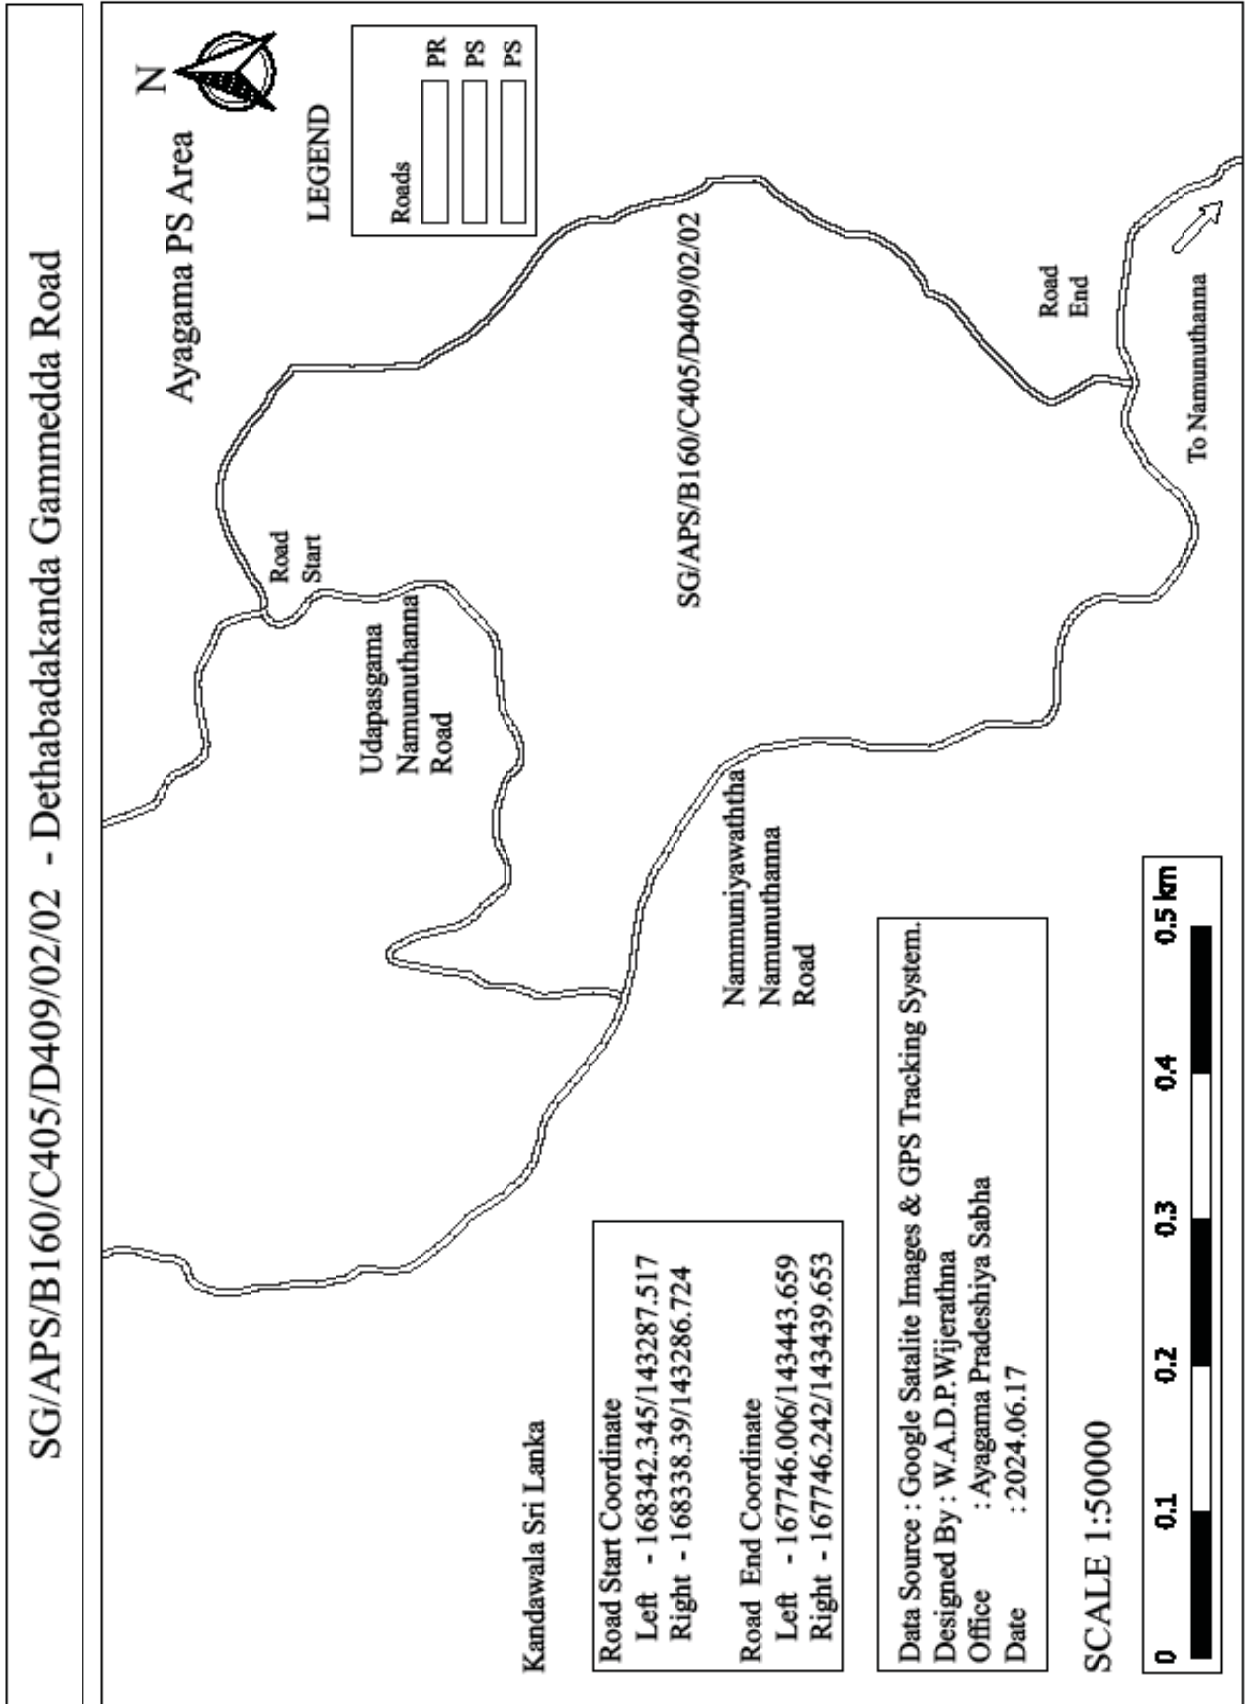 SG/APS/B160/C405/D409/02/02 - Dethabadakanda Gammedda Road
N
Ayagama PS Area
LEGEND
Roads
PR
PS
PS
Road
Start
Udapasgama
Namunuthanna
Road
SG/APS/B160/C405/D409/02/02
Road
End
To Namunuthanna
Nammuniyawaththa
Namunuthanna
Road
Kandawala Sri Lanka
Road Start Coordinate
Left - 168342.345/143287.517
Right - 168338.39/143286.724
Road End Coordinate
Left - 167746.006/143443.659
Right - 167746.242/143439.653
Data Source : Google Satalite Images & GPS Tracking System.
Designed By : W.A.D.P.Wijerathna
Office : Ayagama Pradeshiya Sabha
Date : 2024.06.17
SCALE 1:50000
0 0.1 0.2 0.3 0.4 0.5 km